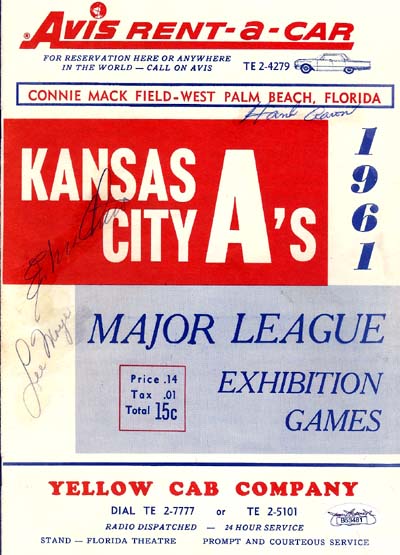 AVIS RENT-A-CAR
FOR RESERVATION HERE OR ANYWHERE
IN THE WORLD — CALL ON AVIS
TE 2-4279
CONNIE MACK FIELD-WEST PALM BEACH, FLORIDA
Hank Aaron
1961
KANSAS
CITY A'S
Lee Maye
MAJOR LEAGUE
EXHIBITION
GAMES
Price .14
Tax .01
Total 15c
YELLOW CAB COMPANY
DIAL TE 2-7777 or TE 2-5101
RADIO DISPATCHED — 24 HOUR SERVICE
STAND — FLORIDA THEATRE PROMPT and COURTEOUS SERVICE
B53481